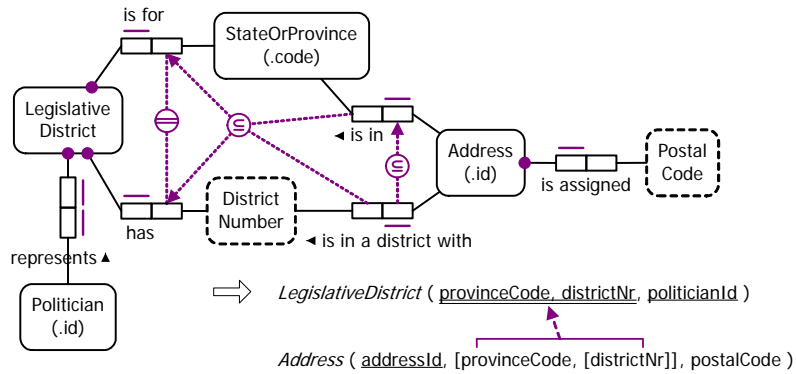 is for
StateOrProvince
(.code)
Legislative
District
◄ is in
Address
(.id)
Postal
Code
is assigned
District
Number
has
◄ is in a district with
represents ▲
Politician
(.id)
LegislativeDistrict ( provinceCode, districtNr, politicianId )
Address ( addressId, [provinceCode, [districtNr]], postalCode )